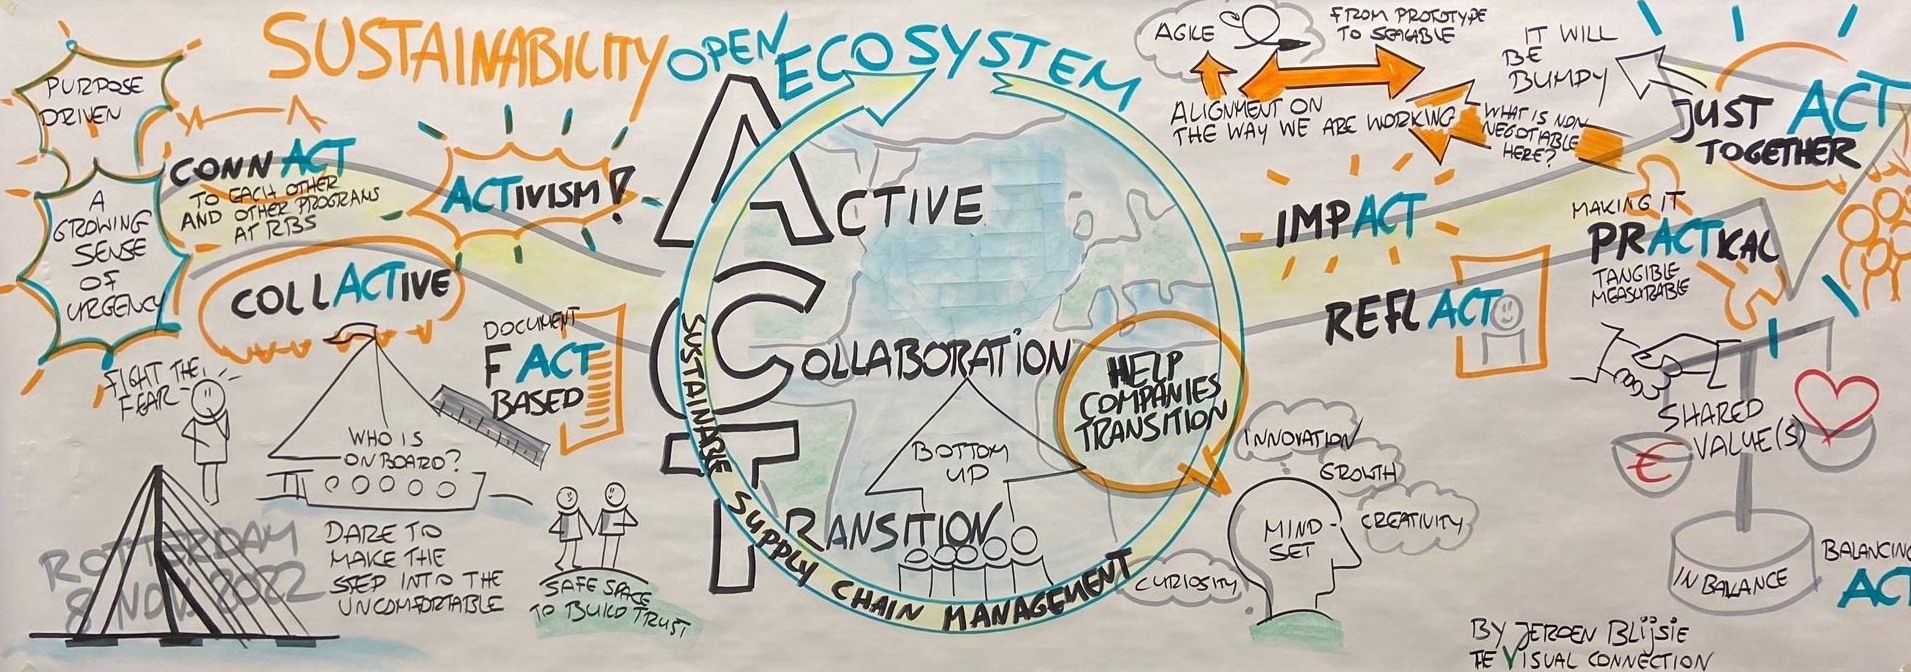 SUSTAINABILITY OPEN ECOSYSTEM
PURPOSE
DRIVEN
A
GROWING
SENSE
OF
URGENCY
CONNACT
TO EACH OTHER
AND OTHER PROGRAMS
AT RBS
ACTIVISM!
COLLACTIVE
DOCUMENT
FACT
BASED
FIGHT THE
FEAR
WHO IS
ON BOARD?
ROTTERDAM
8 NOV. 2022
DARE TO
MAKE THE
STEP INTO THE
UNCOMFORTABLE
SAFE SPACE
TO BUILD TRUST
ACTIVE
COLLABORATION
TRANSITION
BOTTOM
UP
SUSTAINABLE SUPPLY CHAIN MANAGEMENT
HELP
COMPANIES
TRANSITION
AGILE
FROM PROTOTYPE
TO SCALABLE
ALIGNMENT ON
THE WAY WE ARE WORKING
WHAT IS NON
NEGOTIABLE
HERE?
IT WILL
BE
BUMPY
JUST ACT
TOGETHER
IMPACT
REFLACT
MAKING IT
PRACTICAL
TANGIBLE
MEASURABLE
INNOVATION
GROWTH
CREATIVITY
CURIOSITY
MIND-
SET
SHARED
VALUE(S)
€
IN BALANCE
BALANCING
ACT
BY JEROEN BLIJSIE
THE VISUAL CONNECTION